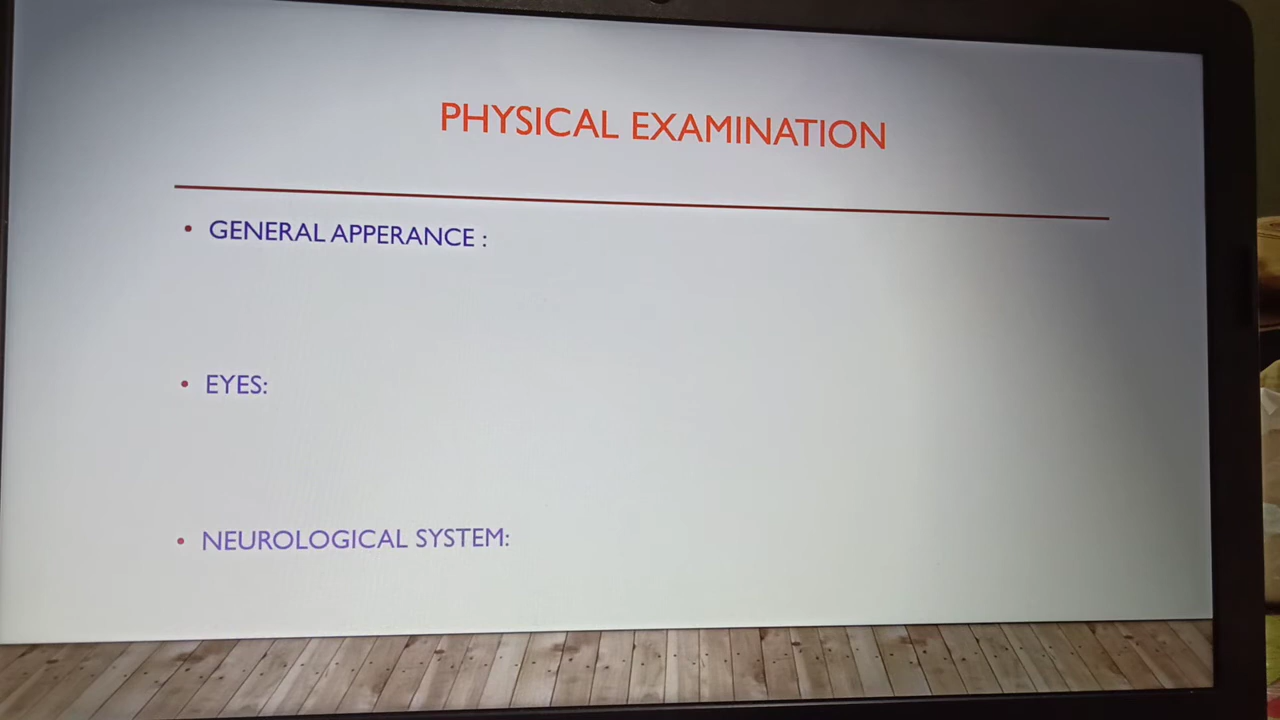 PHYSICAL EXAMINATION
• GENERAL APPERANCE :
• EYES:
• NEUROLOGICAL SYSTEM: